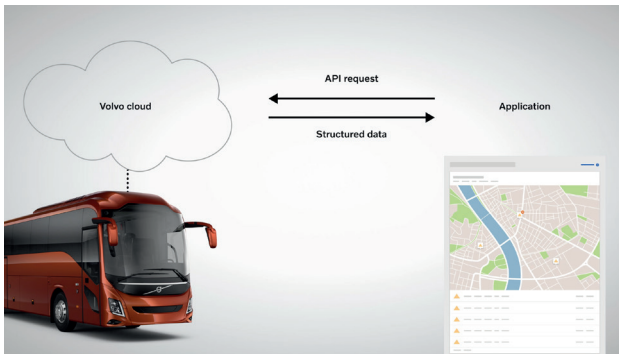 API request
Volvo cloud
Application
Structured data